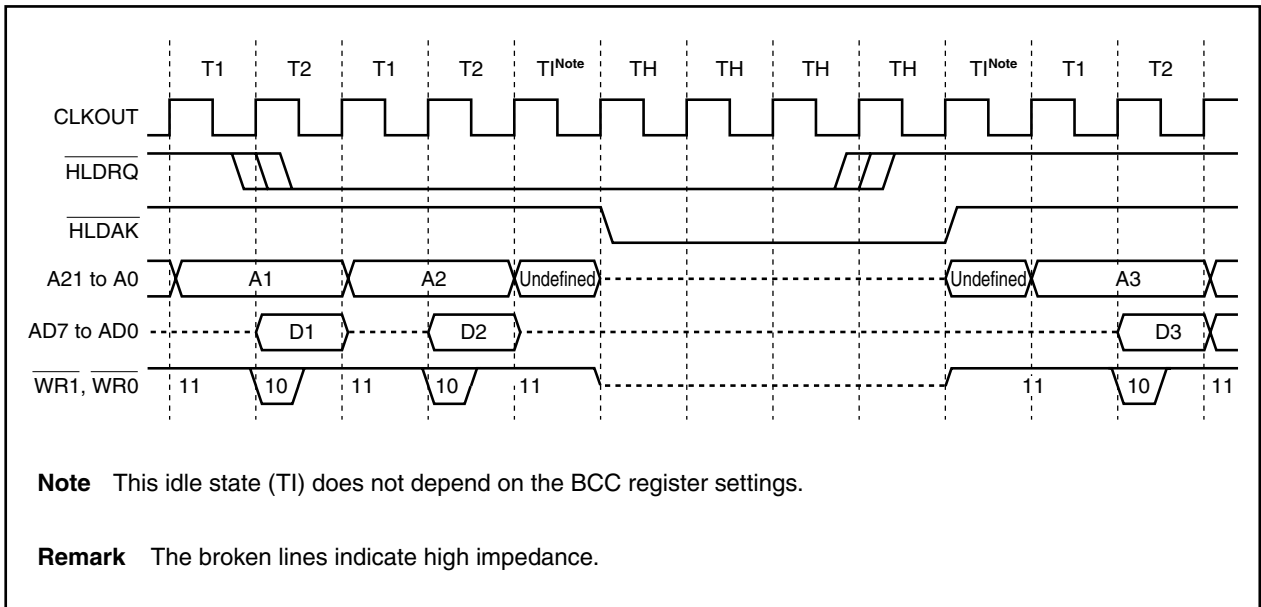 T1 T2 T1 T2 TINote TH TH TH TH TINote T1 T2
CLKOUT
HLDRQ
HLDAK
A21 to A0 A1 A2 Undefined Undefined A3
AD7 to AD0 D1 D2 D3
WR1, WR0 11 10 11 10 11 11 10 11
Note This idle state (TI) does not depend on the BCC register settings.
Remark The broken lines indicate high impedance.